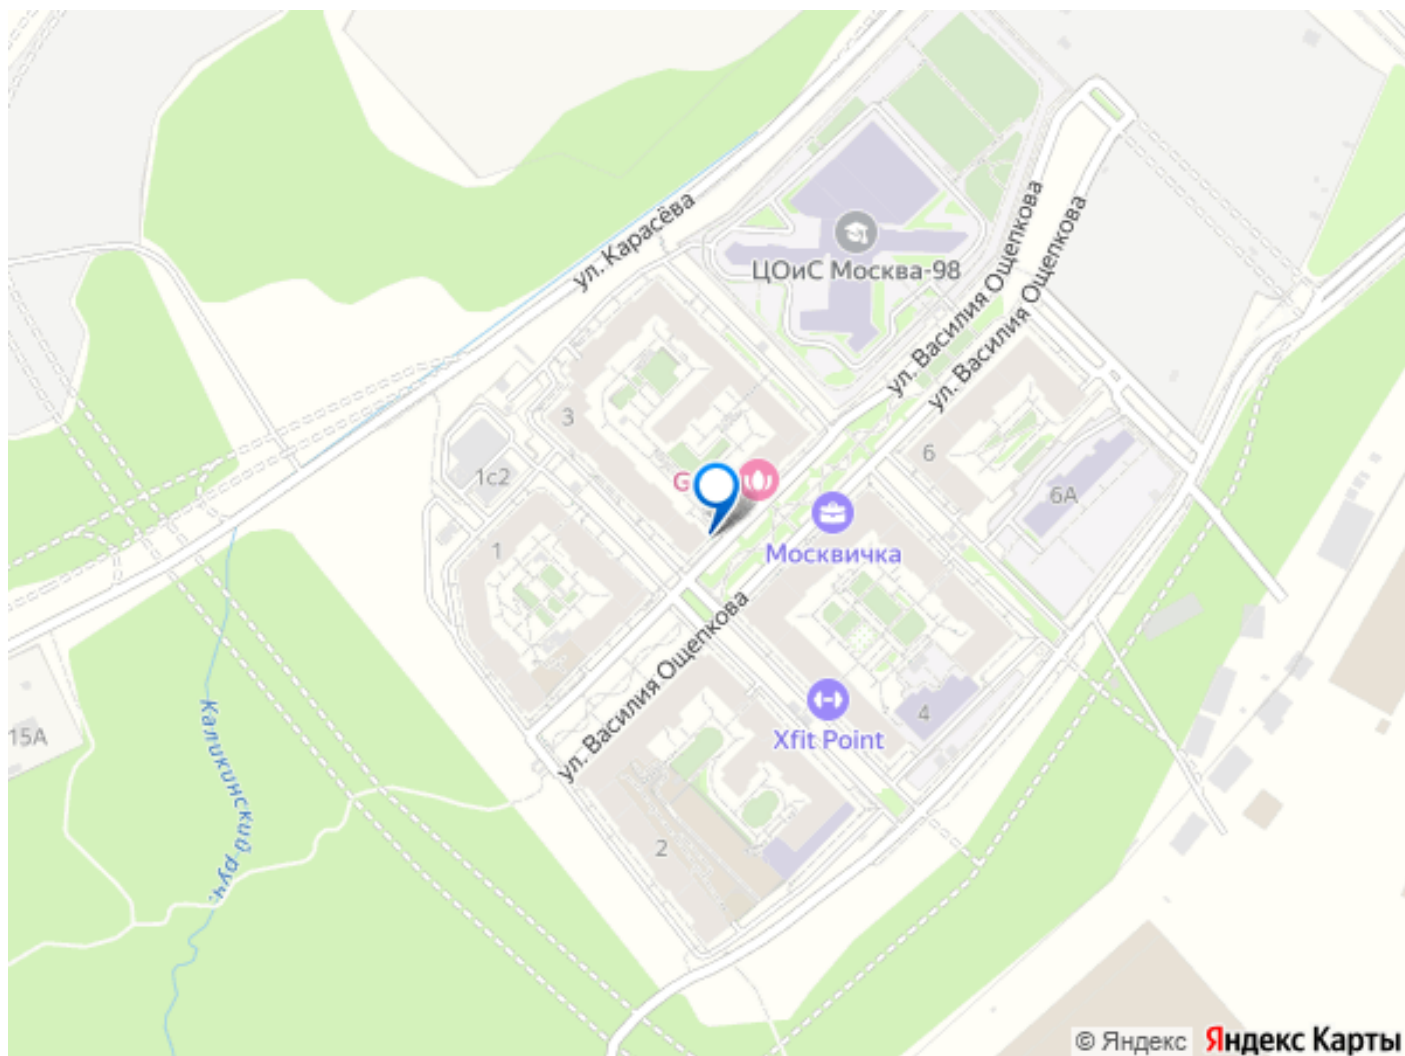 ул. Карасёва
ЦОиС Москва-98
ул. Василия Ощепкова
ул. Василия Ощепкова
3
6
1с2
G
6А
1
Москвичка
ул. Василия Ощепкова
4
Xfit Point
15А
Каликинский руч.
2
© Яндекс Яндекс Карты